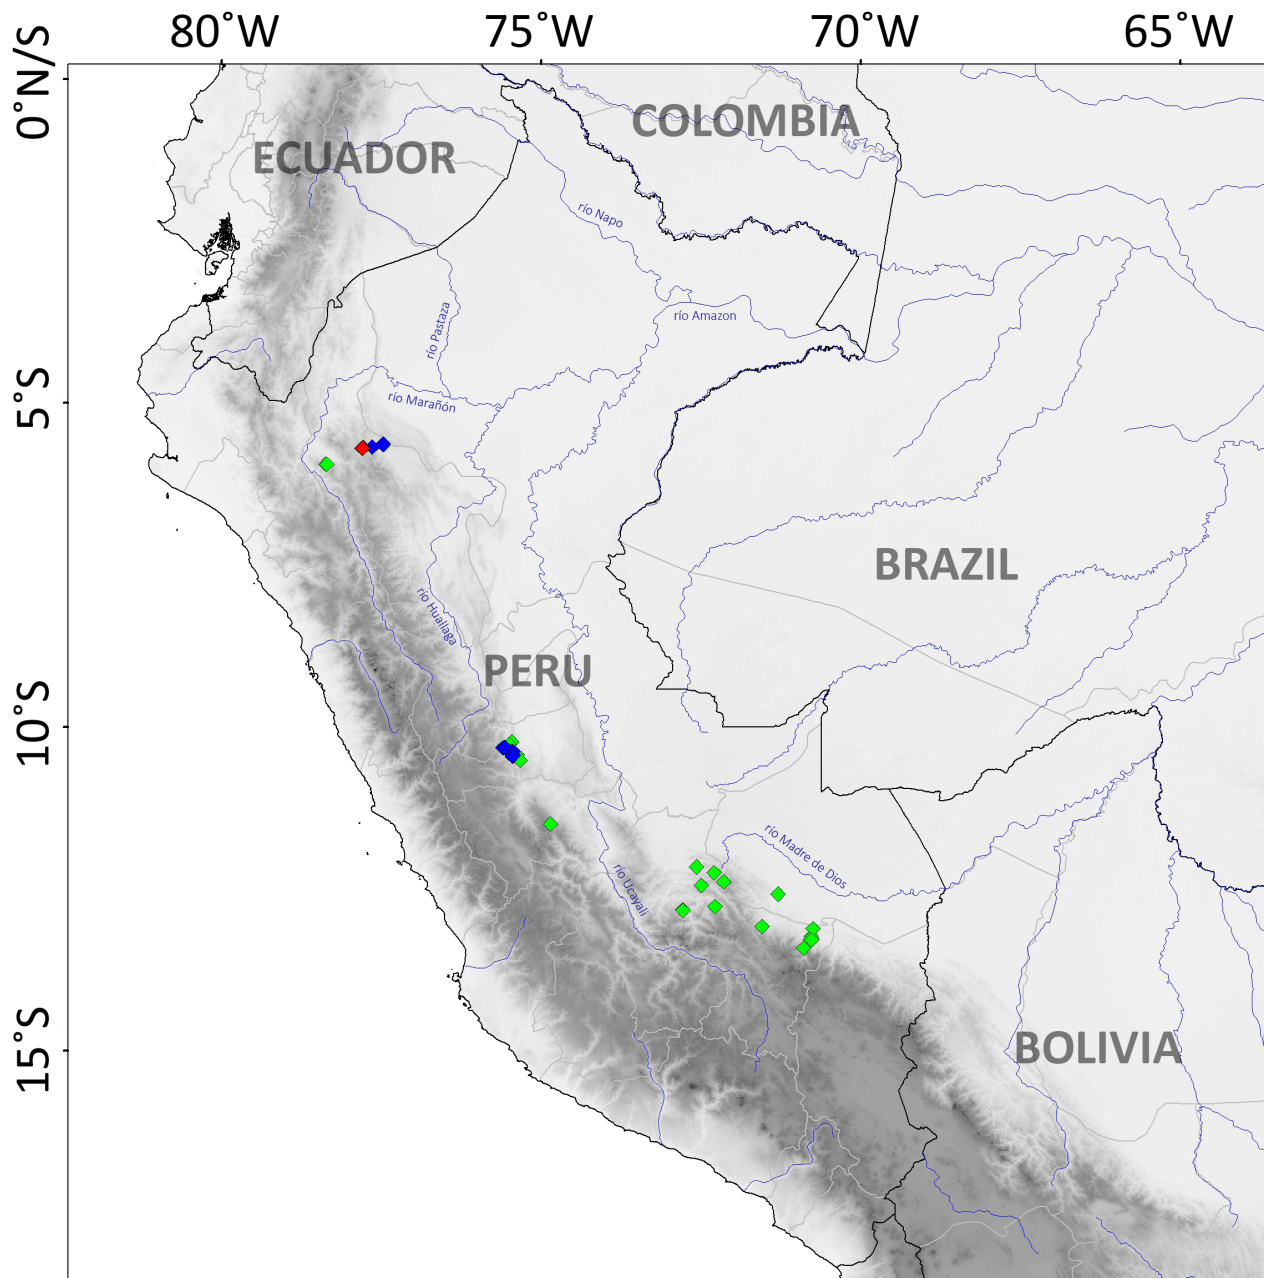 80˚W 75˚W 70˚W 65˚W
0˚N/S
COLOMBIA
ECUADOR
río Napo
río Pastaza
río Amazon
5˚S
río Marañón
BRAZIL
río Huallaga
PERU
10˚S
río Madre de Dios
río Ucayali
15˚S
BOLIVIA